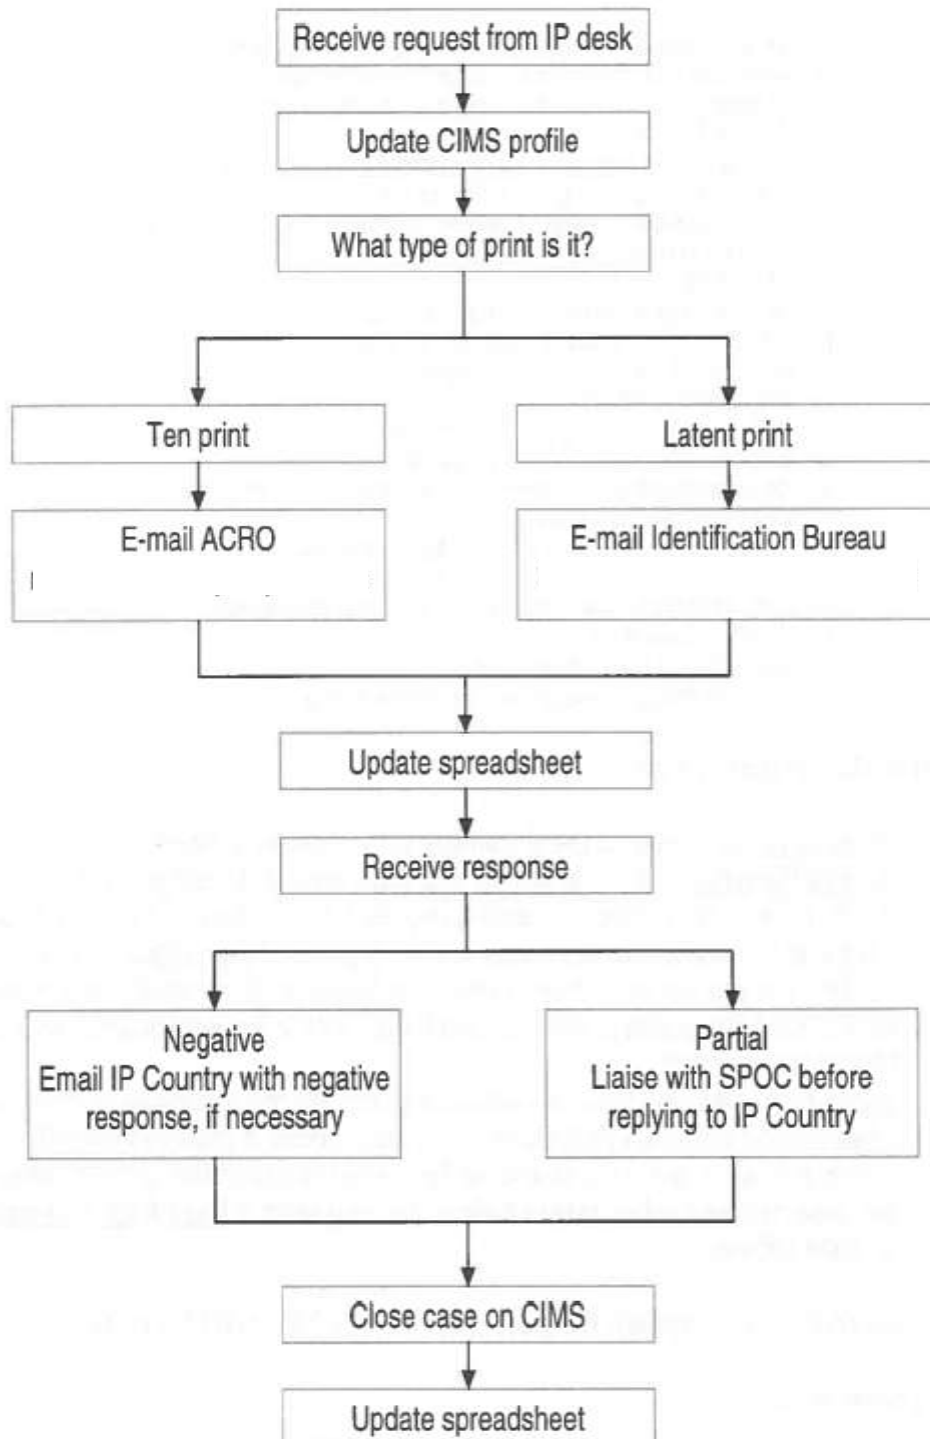 Receive request from IP desk
Update CIMS profile
What type of print is it?
Ten print
Latent print
E-mail ACRO
E-mail Identification Bureau
Update spreadsheet
Receive response
Negative
Email IP Country with negative
response, if necessary
Partial
Liaise with SPOC before
replying to IP Country
Close case on CIMS
Update spreadsheet